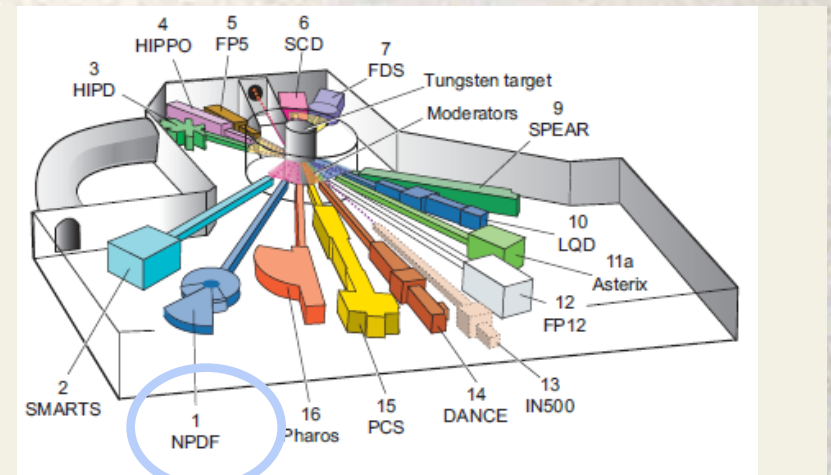 4
HIPPO
5
FP5
6
SCD
7
FDS
3
HIPD
Tungsten target
Moderators
9
SPEAR
10
LQD
11a
Asterix
12
FP12
13
IN500
14
DANCE
15
PCS
16
Pharos
1
NPDF
2
SMARTS